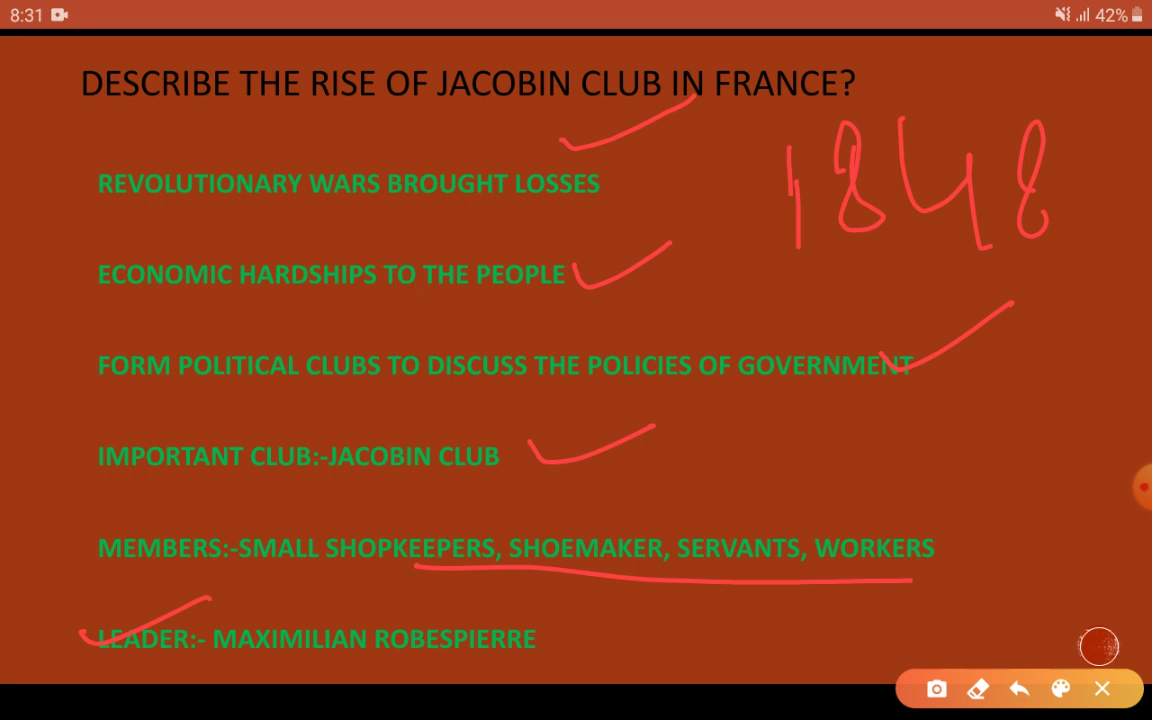 8:31
42%
DESCRIBE THE RISE OF JACOBIN CLUB IN FRANCE?
1848
REVOLUTIONARY WARS BROUGHT LOSSES
ECONOMIC HARDSHIPS TO THE PEOPLE
FORM POLITICAL CLUBS TO DISCUSS THE POLICIES OF GOVERNMENT
IMPORTANT CLUB:-JACOBIN CLUB
MEMBERS:-SMALL SHOPKEEPERS, SHOEMAKER, SERVANTS, WORKERS
LEADER:- MAXIMILIAN ROBESPIERRE